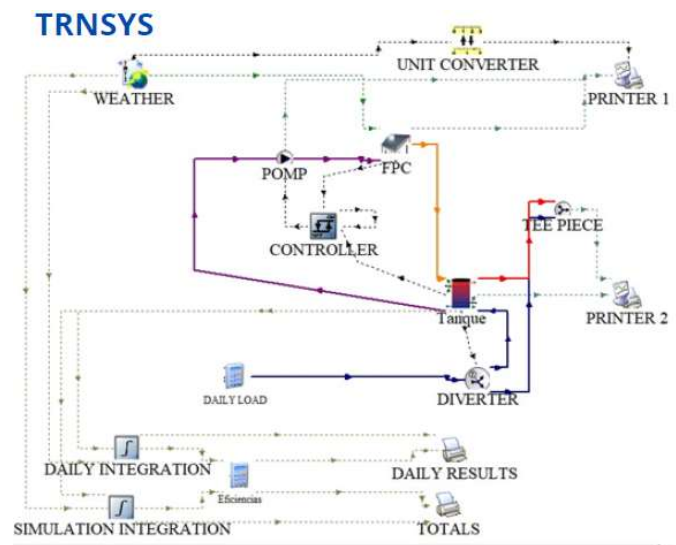 TRNSYS
UNIT CONVERTER
WEATHER
PRINTER 1
POMP
FPC
CONTROLLER
TEE PIECE
Tanque
PRINTER 2
DAILY LOAD
DIVERTER
DAILY INTEGRATION
DAILY RESULTS
Eficiencias
SIMULATION INTEGRATION
TOTALS